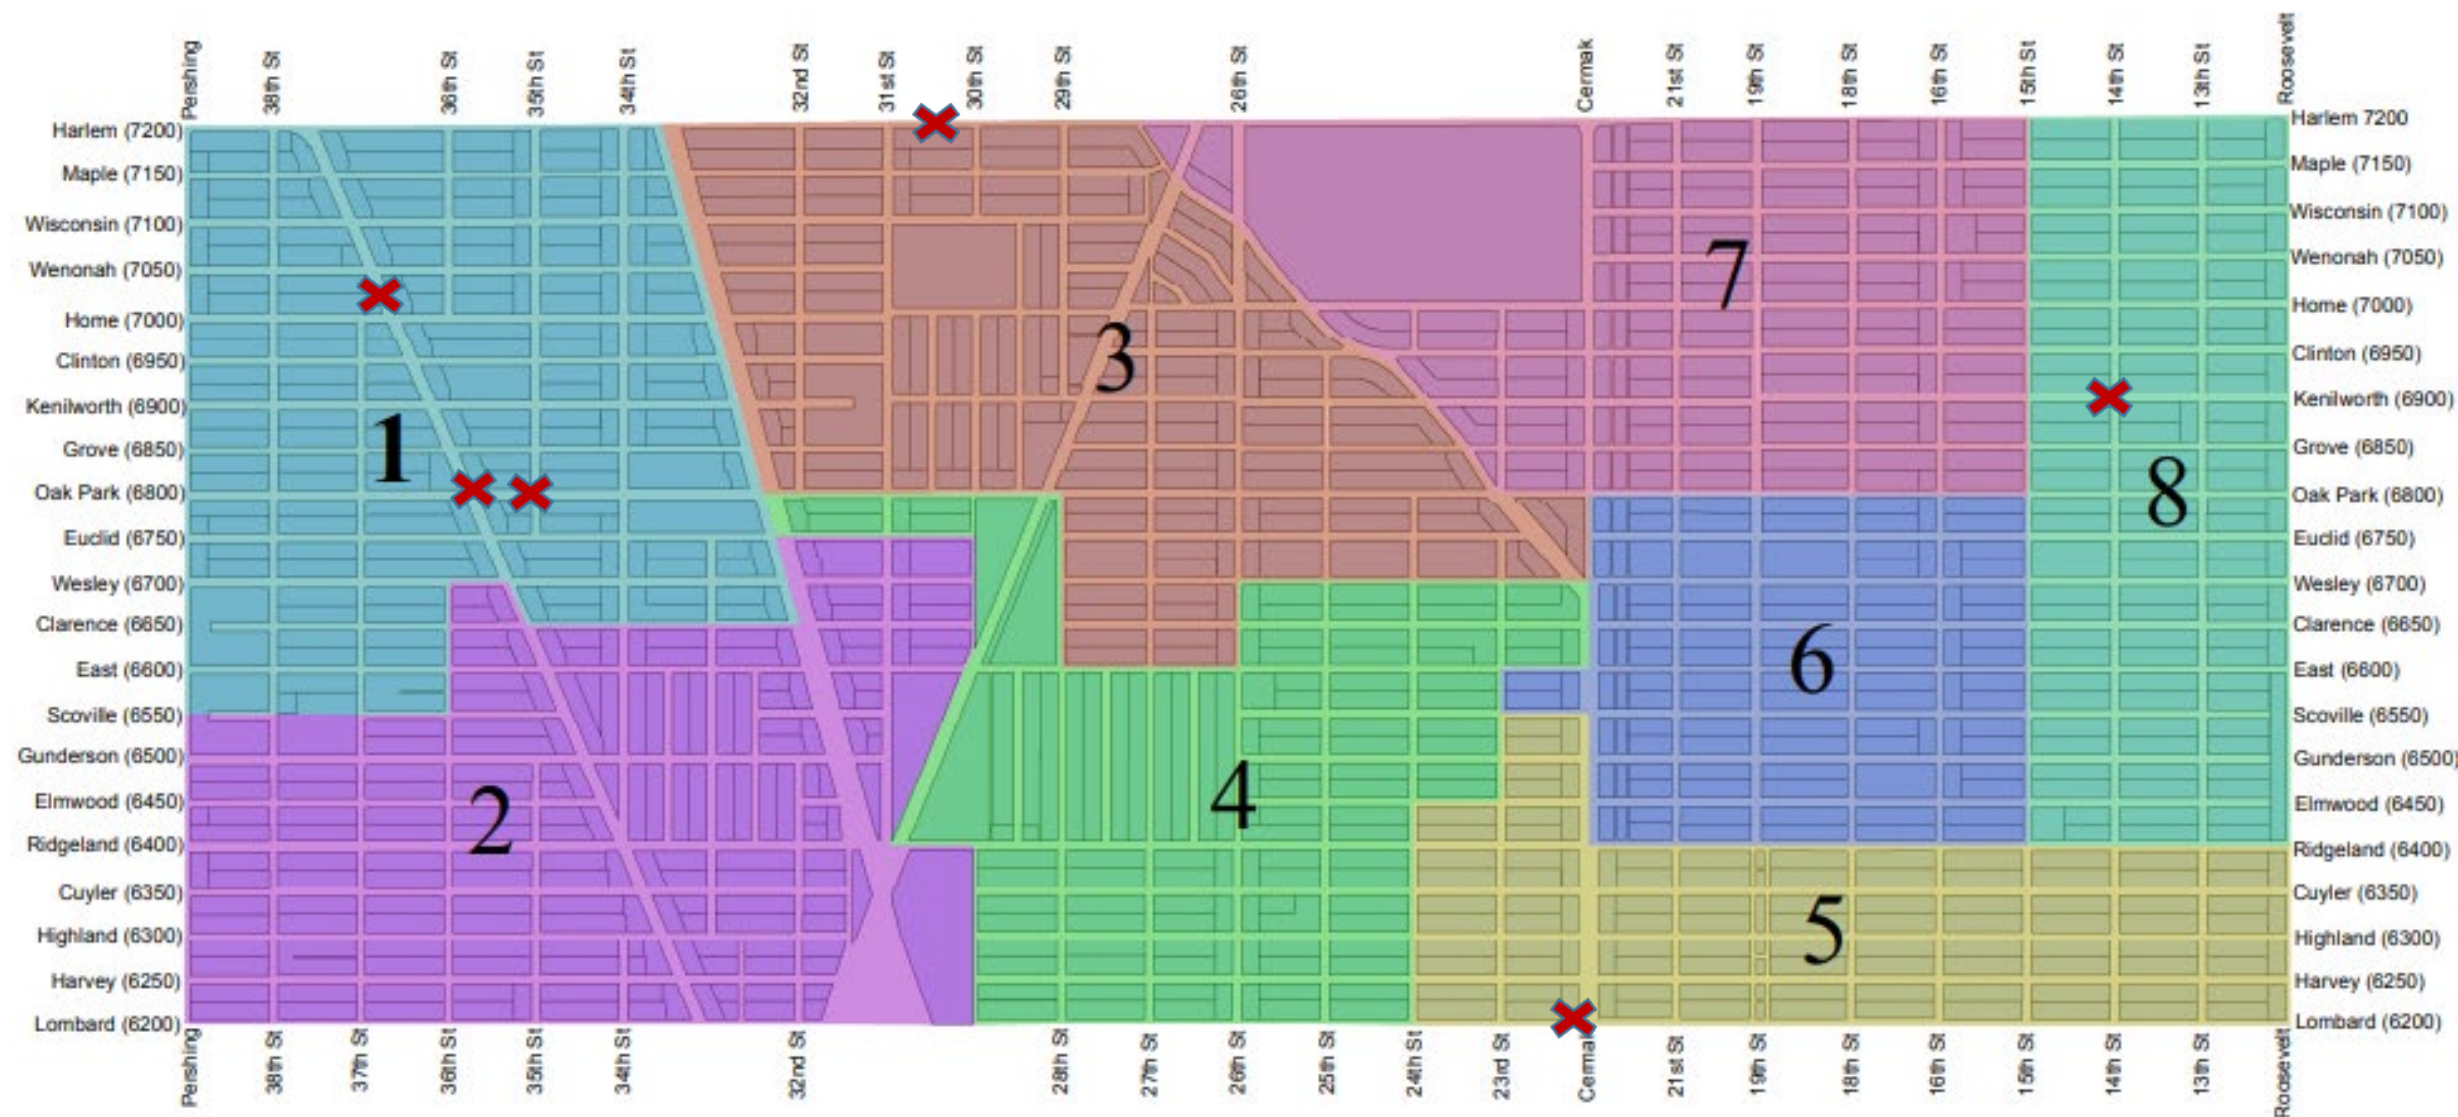 Pershing
38th St
36th St
35th St
34th St
32nd St
31st St
30th St
29th St
26th St
Cermak
21st St
19th St
18th St
16th St
15th St
14th St
13th St
Roosevelt
Harlem (7200)
Maple (7150)
Wisconsin (7100)
Wenonah (7050)
Home (7000)
Clinton (6950)
Kenilworth (6900)
Grove (6850)
Oak Park (6800)
Euclid (6750)
Wesley (6700)
Clarence (6650)
East (6600)
Scoville (6550)
Gunderson (6500)
Elmwood (6450)
Ridgeland (6400)
Cuyler (6350)
Highland (6300)
Harvey (6250)
Lombard (6200)
1
2
3
4
5
6
7
8
Harlem 7200
Maple (7150)
Wisconsin (7100)
Wenonah (7050)
Home (7000)
Clinton (6950)
Kenilworth (6900)
Grove (6850)
Oak Park (6800)
Euclid (6750)
Wesley (6700)
Clarence (6650)
East (6600)
Scoville (6550)
Gunderson (6500)
Elmwood (6450)
Ridgeland (6400)
Cuyler (6350)
Highland (6300)
Harvey (6250)
Lombard (6200)
Pershing
38th St
37th St
36th St
35th St
34th St
32nd St
28th St
27th St
26th St
25th St
24th St
23rd St
Cermak
21st St
19th St
18th St
16th St
15th St
14th St
13th St
Roosevelt